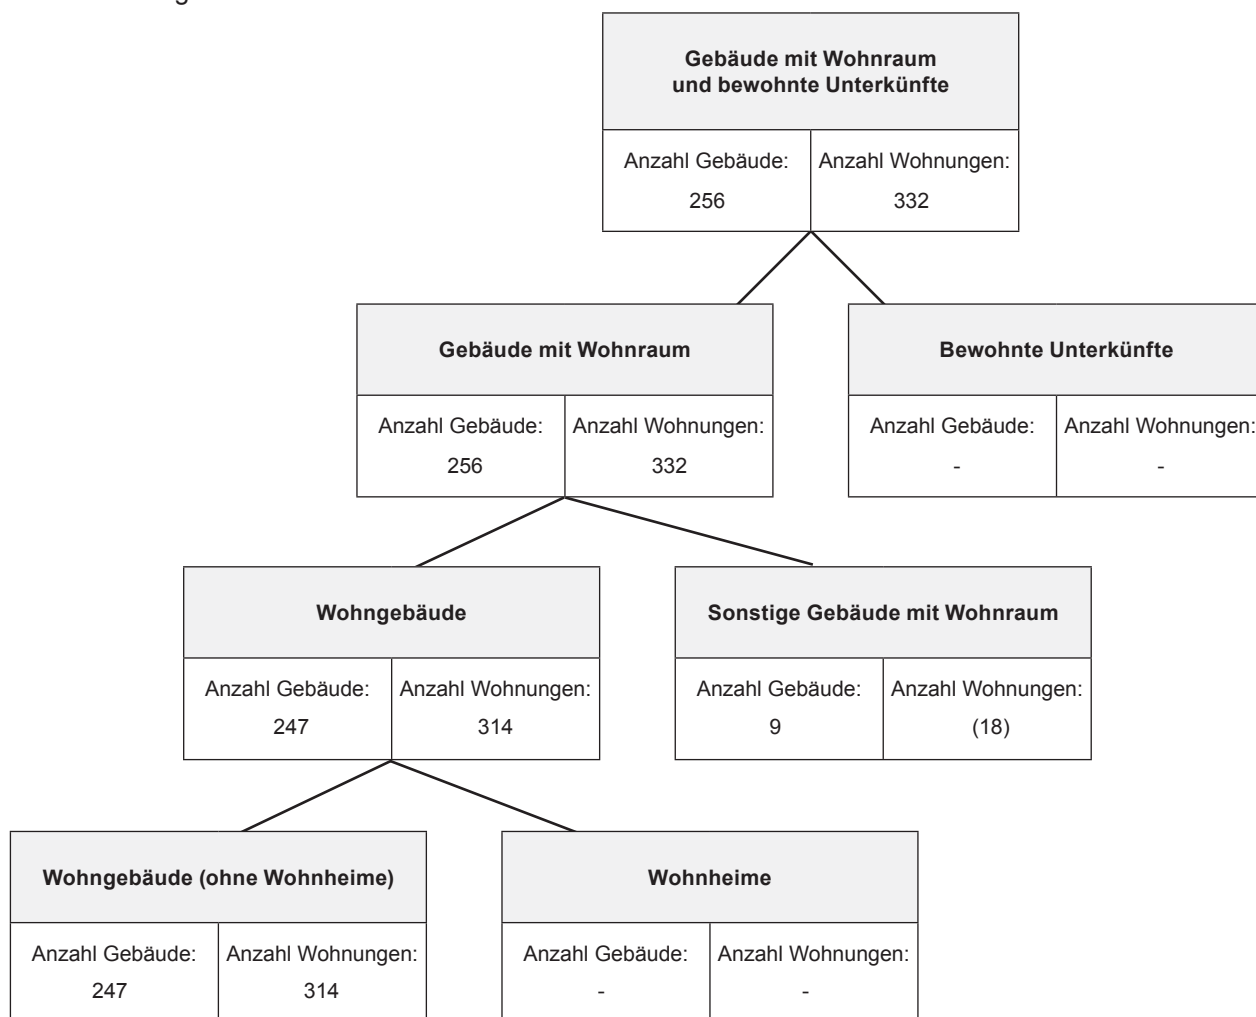 Gebäude mit Wohnraum
und bewohnte Unterkünfte
Anzahl Gebäude: Anzahl Wohnungen:
256 332
Gebäude mit Wohnraum
Bewohnte Unterkünfte
Anzahl Gebäude: Anzahl Wohnungen:
256 332
Anzahl Gebäude: Anzahl Wohnungen:
- -
Wohngebäude
Sonstige Gebäude mit Wohnraum
Anzahl Gebäude: Anzahl Wohnungen:
247 314
Anzahl Gebäude: Anzahl Wohnungen:
9 (18)
Wohngebäude (ohne Wohnheime)
Wohnheime
Anzahl Gebäude: Anzahl Wohnungen:
247 314
Anzahl Gebäude: Anzahl Wohnungen:
- -